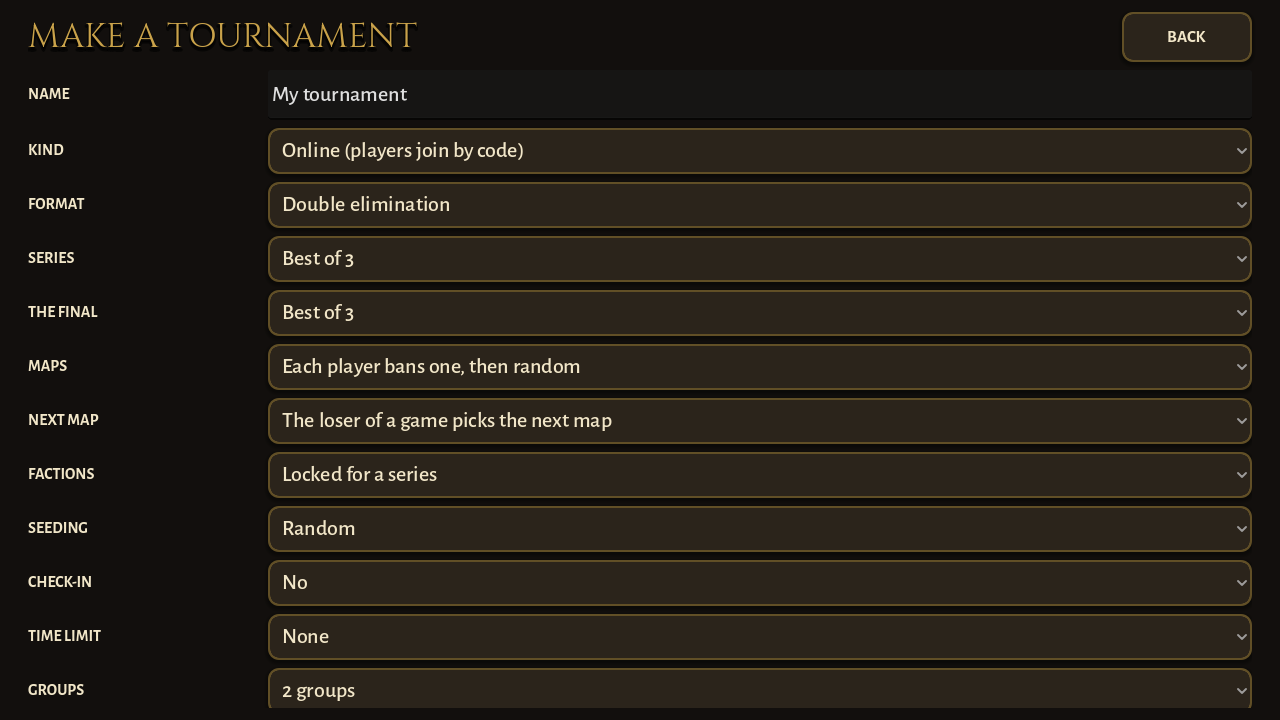 MAKE A TOURNAMENT
BACK
NAME
My tournament
KIND
Online (players join by code)
FORMAT
Double elimination
SERIES
Best of 3
THE FINAL
Best of 3
MAPS
Each player bans one, then random
NEXT MAP
The loser of a game picks the next map
FACTIONS
Locked for a series
SEEDING
Random
CHECK-IN
No
TIME LIMIT
None
GROUPS
2 groups